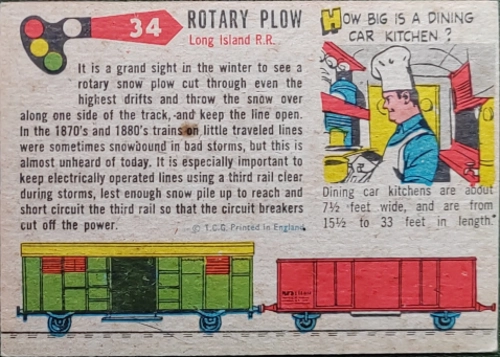 34
ROTARY PLOW
Long Island R.R.
It is a grand sight in the winter to see a
rotary snow plow cut through even the
highest drifts and throw the snow over
along one side of the track, and keep the line open.
In the 1870's and 1880's trains on little traveled lines
were sometimes snowbound in bad storms, but this is
almost unheard of today. It is especially important to
keep electrically operated lines using a third rail clear
during storms, lest enough snow pile up to reach and
short circuit the third rail so that the circuit breakers
cut off the power.
© T.C.G. Printed in England
HOW BIG IS A DINING
CAR KITCHEN?
Dining car kitchens are about
7½ feet wide, and are from
15½ to 33 feet in length.